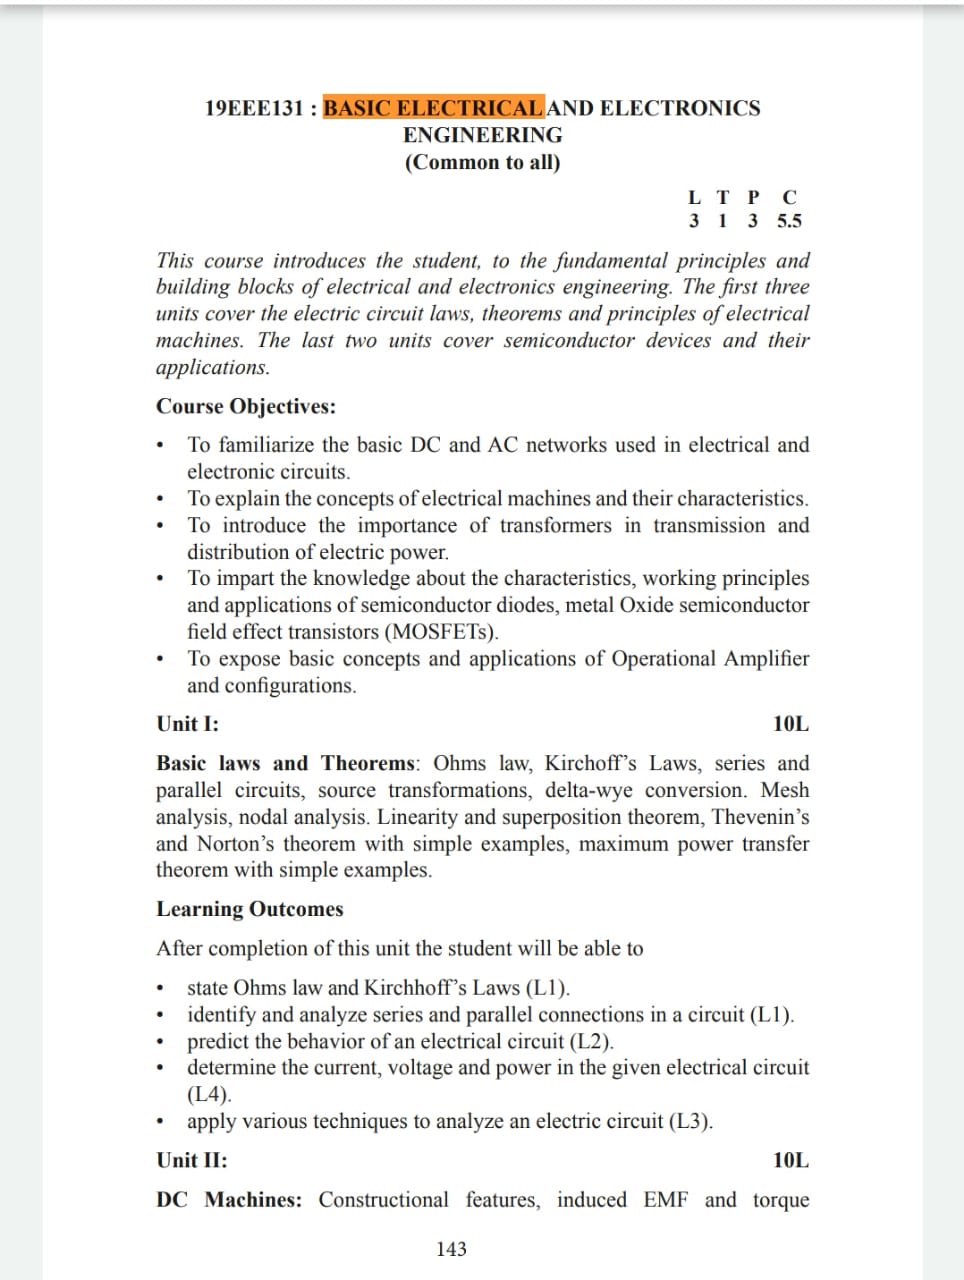 19EEE131 : BASIC ELECTRICAL AND ELECTRONICS
ENGINEERING
(Common to all)
L T P C
3 1 3 5.5
This course introduces the student, to the fundamental principles and
building blocks of electrical and electronics engineering. The first three
units cover the electric circuit laws, theorems and principles of electrical
machines. The last two units cover semiconductor devices and their
applications.
Course Objectives:
• To familiarize the basic DC and AC networks used in electrical and
electronic circuits.
• To explain the concepts of electrical machines and their characteristics.
• To introduce the importance of transformers in transmission and
distribution of electric power.
• To impart the knowledge about the characteristics, working principles
and applications of semiconductor diodes, metal Oxide semiconductor
field effect transistors (MOSFETs).
• To expose basic concepts and applications of Operational Amplifier
and configurations.
Unit I: 10L
Basic laws and Theorems: Ohms law, Kirchoff’s Laws, series and
parallel circuits, source transformations, delta-wye conversion. Mesh
analysis, nodal analysis. Linearity and superposition theorem, Thevenin’s
and Norton’s theorem with simple examples, maximum power transfer
theorem with simple examples.
Learning Outcomes
After completion of this unit the student will be able to
• state Ohms law and Kirchhoff’s Laws (L1).
• identify and analyze series and parallel connections in a circuit (L1).
• predict the behavior of an electrical circuit (L2).
• determine the current, voltage and power in the given electrical circuit
(L4).
• apply various techniques to analyze an electric circuit (L3).
Unit II: 10L
DC Machines: Constructional features, induced EMF and torque
143